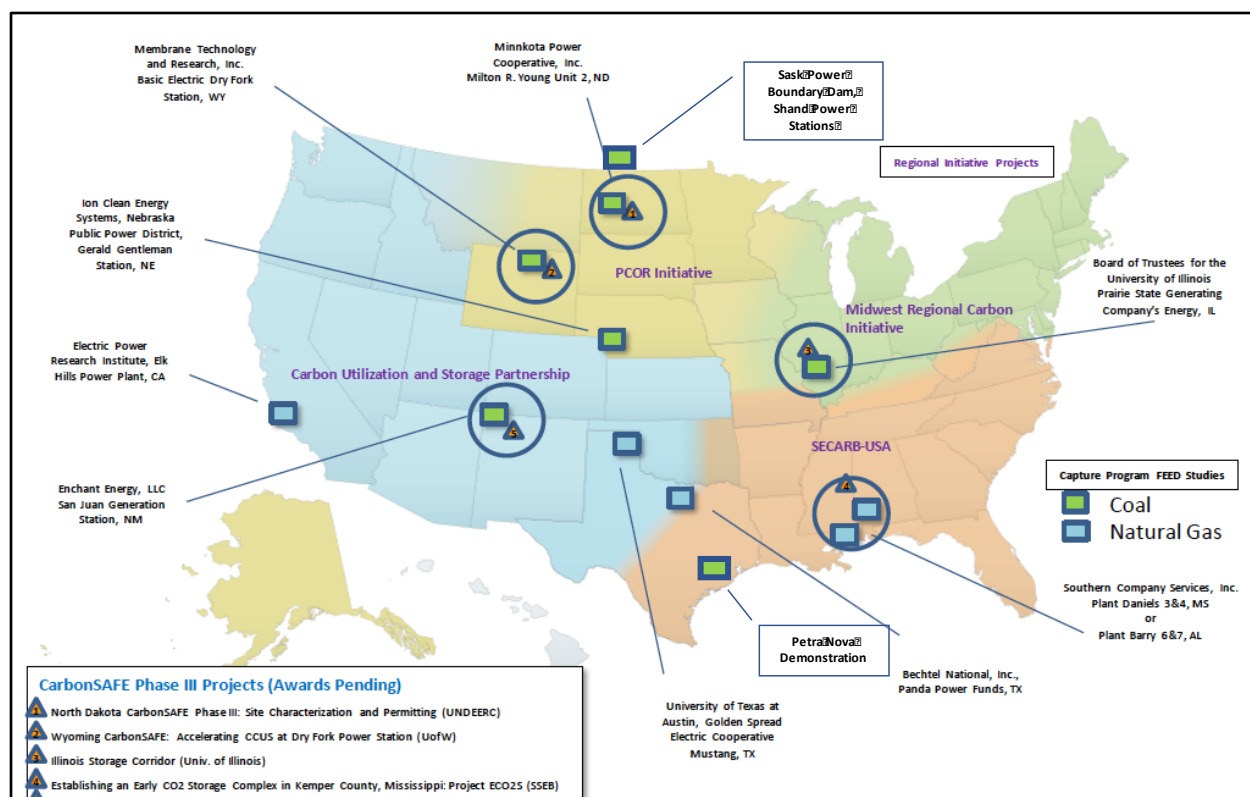 Membrane Technology
and Research, Inc.
Basic Electric Dry Fork
Station, WY
Minnkota Power
Cooperative, Inc.
Milton R. Young Unit 2, ND
Sask Power
Boundary Dam,
Shand Power
Stations
Regional Initiative Projects
Ion Clean Energy
Systems, Nebraska
Public Power District,
Gerald Gentleman
Station, NE
1
2
PCOR Initiative
Board of Trustees for the
University of Illinois
Prairie State Generating
Company's Energy, IL
Midwest Regional Carbon
Initiative
3
Electric Power
Research Institute, Elk
Hills Power Plant, CA
Carbon Utilization and Storage Partnership
5
SECARB-USA
4
Capture Program FEED Studies
Coal
Natural Gas
Enchant Energy, LLC
San Juan Generation
Station, NM
Southern Company Services, Inc.
Plant Daniels 3&4, MS
or
Plant Barry 6&7, AL
Petra Nova
Demonstration
Bechtel National, Inc.,
Panda Power Funds, TX
University of Texas at
Austin, Golden Spread
Electric Cooperative
Mustang, TX
CarbonSAFE Phase III Projects (Awards Pending)
1 North Dakota CarbonSAFE Phase III: Site Characterization and Permitting (UNDEERC)
2 Wyoming CarbonSAFE: Accelerating CCUS at Dry Fork Power Station (UofW)
3 Illinois Storage Corridor (Univ. of Illinois)
4 Establishing an Early CO2 Storage Complex in Kemper County, Mississippi: Project ECO2S (SSEB)